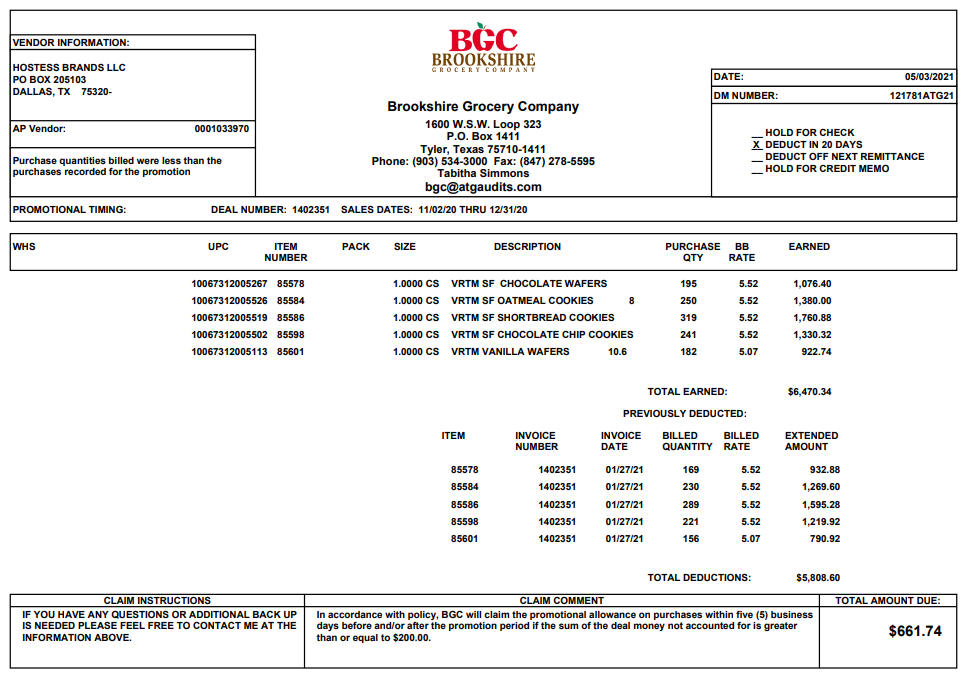 VENDOR INFORMATION:
HOSTESS BRANDS LLC
PO BOX 205103
DALLAS, TX 75320-
AP Vendor: 0001033970
Purchase quantities billed were less than the
purchases recorded for the promotion
BGC
BROOKSHIRE
GROCERY COMPANY
Brookshire Grocery Company
1600 W.S.W. Loop 323
P.O. Box 1411
Tyler, Texas 75710-1411
Phone: (903) 534-3000 Fax: (847) 278-5595
Tabitha Simmons
bgc@atgaudits.com
DATE: 05/03/2021
DM NUMBER: 121781ATG21
__ HOLD FOR CHECK
X DEDUCT IN 20 DAYS
__ DEDUCT OFF NEXT REMITTANCE
__ HOLD FOR CREDIT MEMO
PROMOTIONAL TIMING: DEAL NUMBER: 1402351 SALES DATES: 11/02/20 THRU 12/31/20
WHS UPC ITEM PACK SIZE DESCRIPTION PURCHASE BB EARNED
NUMBER QTY RATE
10067312005267 85578 1.0000 CS VRTM SF CHOCOLATE WAFERS 195 5.52 1,076.40
10067312005526 85584 1.0000 CS VRTM SF OATMEAL COOKIES 8 250 5.52 1,380.00
10067312005519 85586 1.0000 CS VRTM SF SHORTBREAD COOKIES 319 5.52 1,760.88
10067312005502 85598 1.0000 CS VRTM SF CHOCOLATE CHIP COOKIES 241 5.52 1,330.32
10067312005113 85601 1.0000 CS VRTM VANILLA WAFERS 10.6 182 5.07 922.74
TOTAL EARNED: $6,470.34
PREVIOUSLY DEDUCTED:
ITEM INVOICE INVOICE BILLED BILLED EXTENDED
NUMBER DATE QUANTITY RATE AMOUNT
85578 1402351 01/27/21 169 5.52 932.88
85584 1402351 01/27/21 230 5.52 1,269.60
85586 1402351 01/27/21 289 5.52 1,595.28
85598 1402351 01/27/21 221 5.52 1,219.92
85601 1402351 01/27/21 156 5.07 790.92
TOTAL DEDUCTIONS: $5,808.60
CLAIM INSTRUCTIONS
IF YOU HAVE ANY QUESTIONS OR ADDITIONAL BACK UP
IS NEEDED PLEASE FEEL FREE TO CONTACT ME AT THE
INFORMATION ABOVE.
CLAIM COMMENT
In accordance with policy, BGC will claim the promotional allowance on purchases within five (5) business
days before and/or after the promotion period if the sum of the deal money not accounted for is greater
than or equal to $200.00.
TOTAL AMOUNT DUE:
$661.74